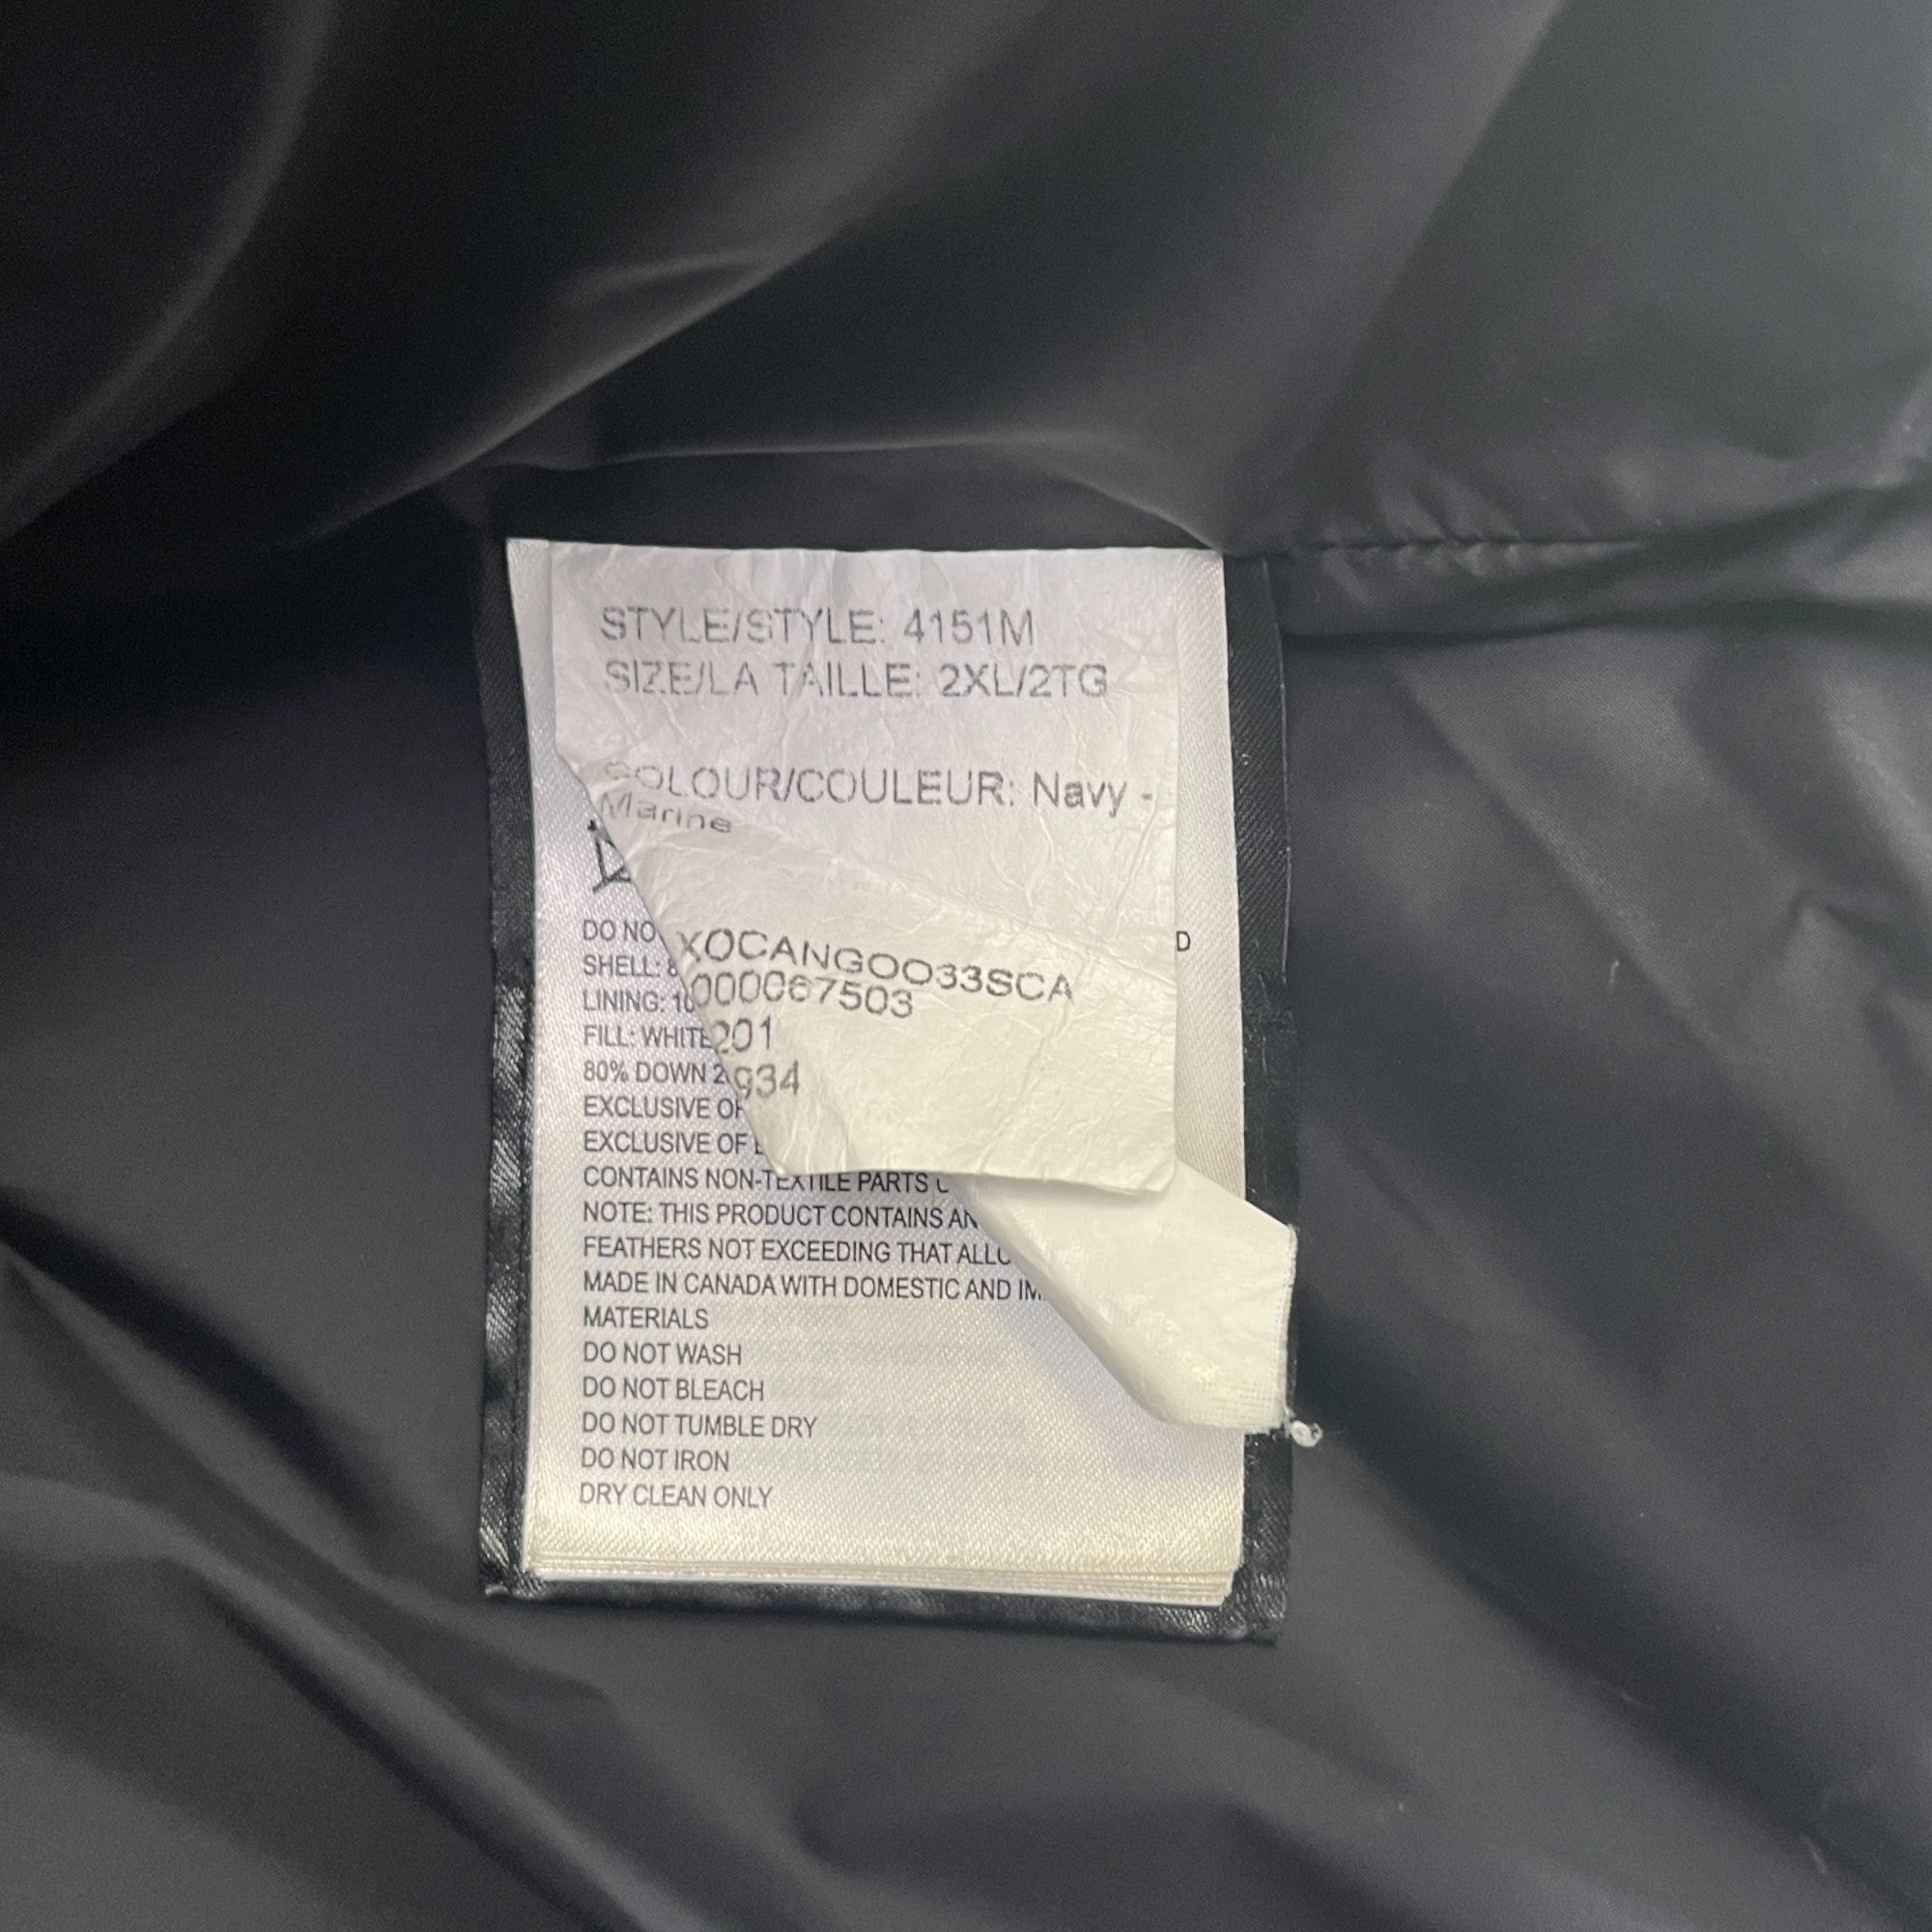 STYLE/STYLE: 4151M
SIZE/LA TAILLE: 2XL/2TG
COLOUR/COULEUR: Navy -
Marine
XOCANGOO33SCA
000067503
201
934
DO NO D
SHELL: 8
LINING: 10
FILL: WHITE
80% DOWN 2
EXCLUSIVE OF
EXCLUSIVE OF
CONTAINS NON-TEXTILE PARTS
NOTE: THIS PRODUCT CONTAINS AN
FEATHERS NOT EXCEEDING THAT ALLO
MADE IN CANADA WITH DOMESTIC AND IM
MATERIALS
DO NOT WASH
DO NOT BLEACH
DO NOT TUMBLE DRY
DO NOT IRON
DRY CLEAN ONLY